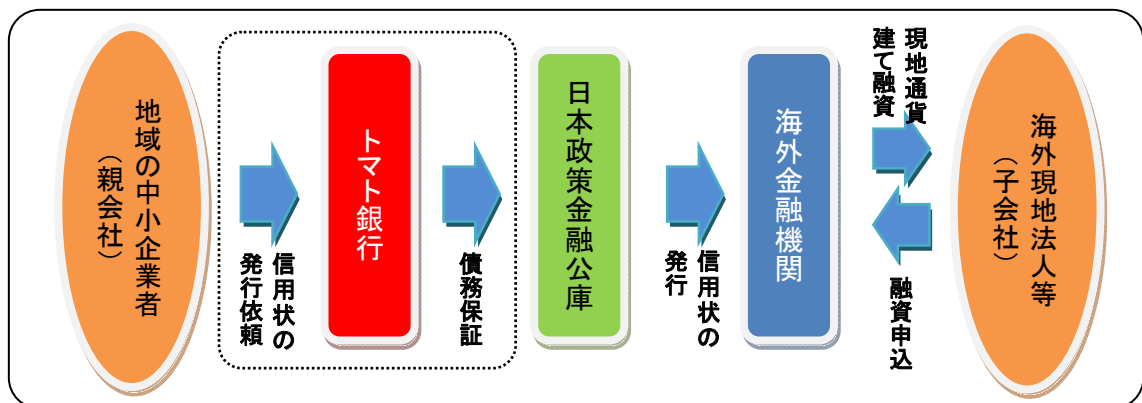 地域の中小企業者
（親会社）
信用状の
発行依頼
トマト銀行
債務保証
日本政策金融公庫
信用状の
発行
海外金融機関
現地通貨
建て融資
融資申込
海外現地法人等
（子会社）